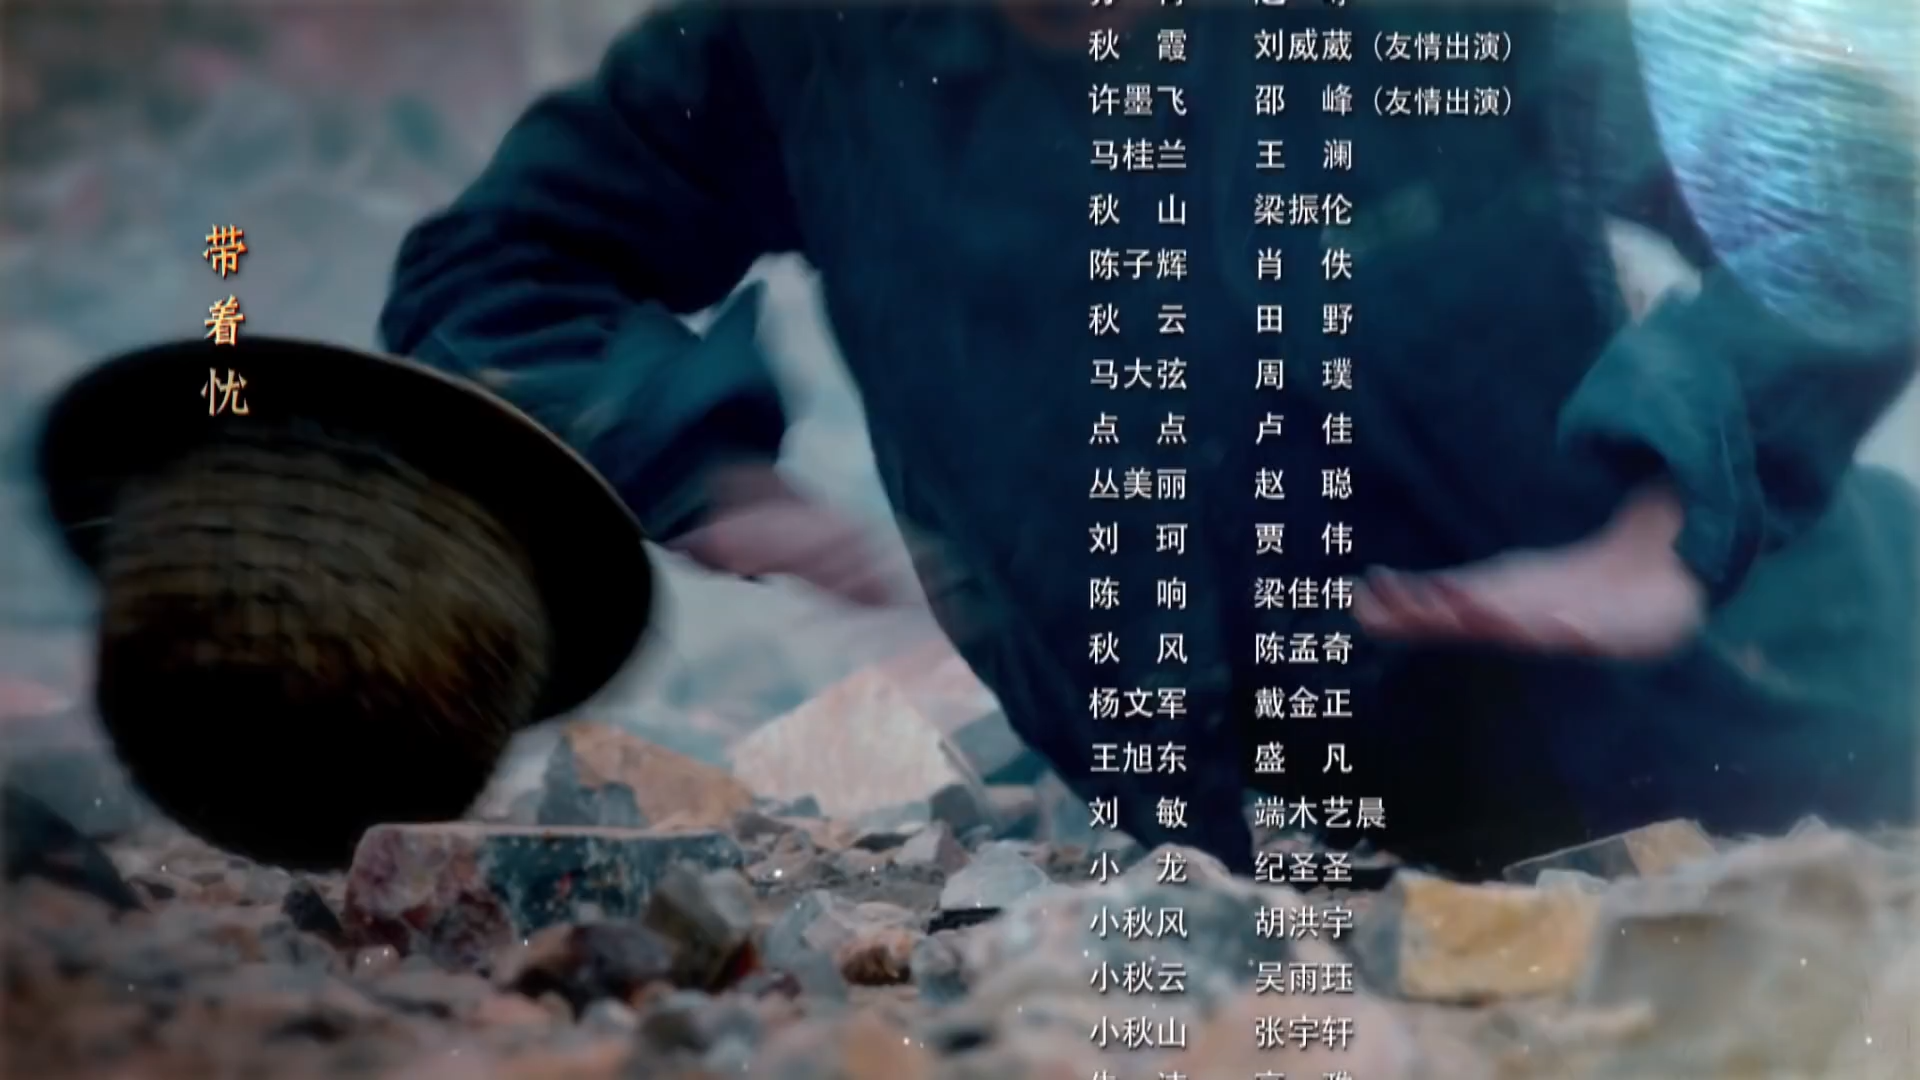 带着忧
秋霞 刘威葳（友情出演）
许墨飞 邵峰（友情出演）
马桂兰 王澜
秋山 梁振伦
陈子辉 肖佚
秋云 田野
马大弦 周璞
点点 卢佳
丛美丽 赵聪
刘珂 贾伟
陈响 梁佳伟
秋风 陈孟奇
杨文军 戴金正
王旭东 盛凡
刘敏 端木艺晨
小龙 纪圣圣
小秋风 胡洪宇
小秋云 吴雨珏
小秋山 张宇轩